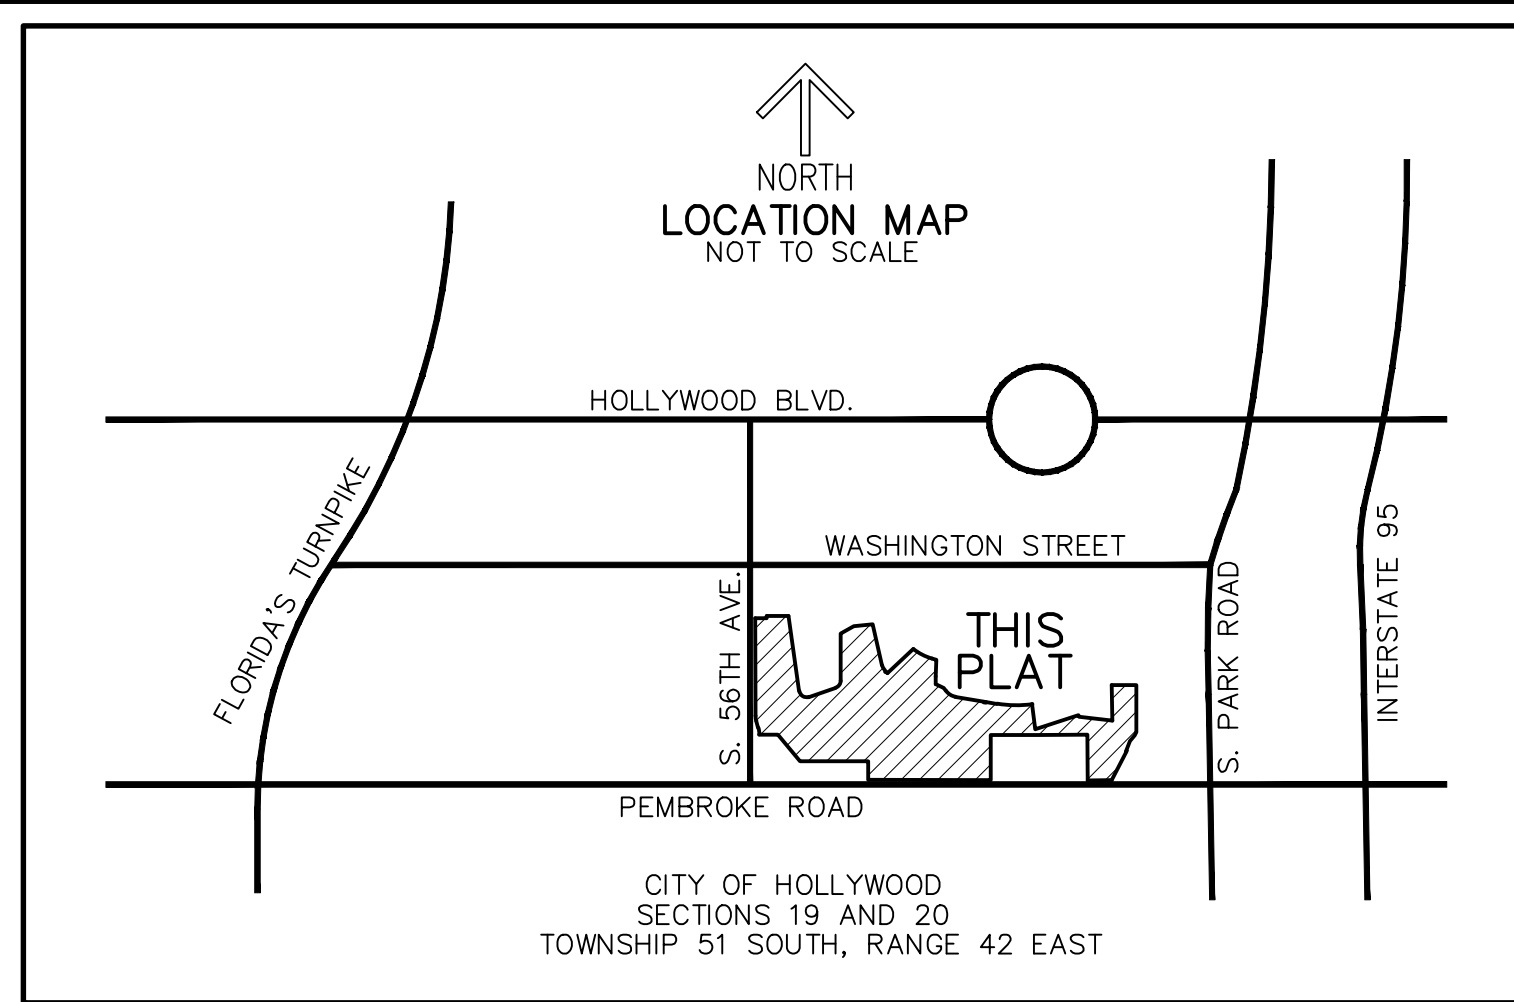 NORTH
LOCATION MAP
NOT TO SCALE
HOLLYWOOD BLVD.
FLORIDA'S TURNPIKE
WASHINGTON STREET
S. 56TH AVE.
THIS
PLAT
S. PARK ROAD
INTERSTATE 95
PEMBROKE ROAD
CITY OF HOLLYWOOD
SECTIONS 19 AND 20
TOWNSHIP 51 SOUTH, RANGE 42 EAST